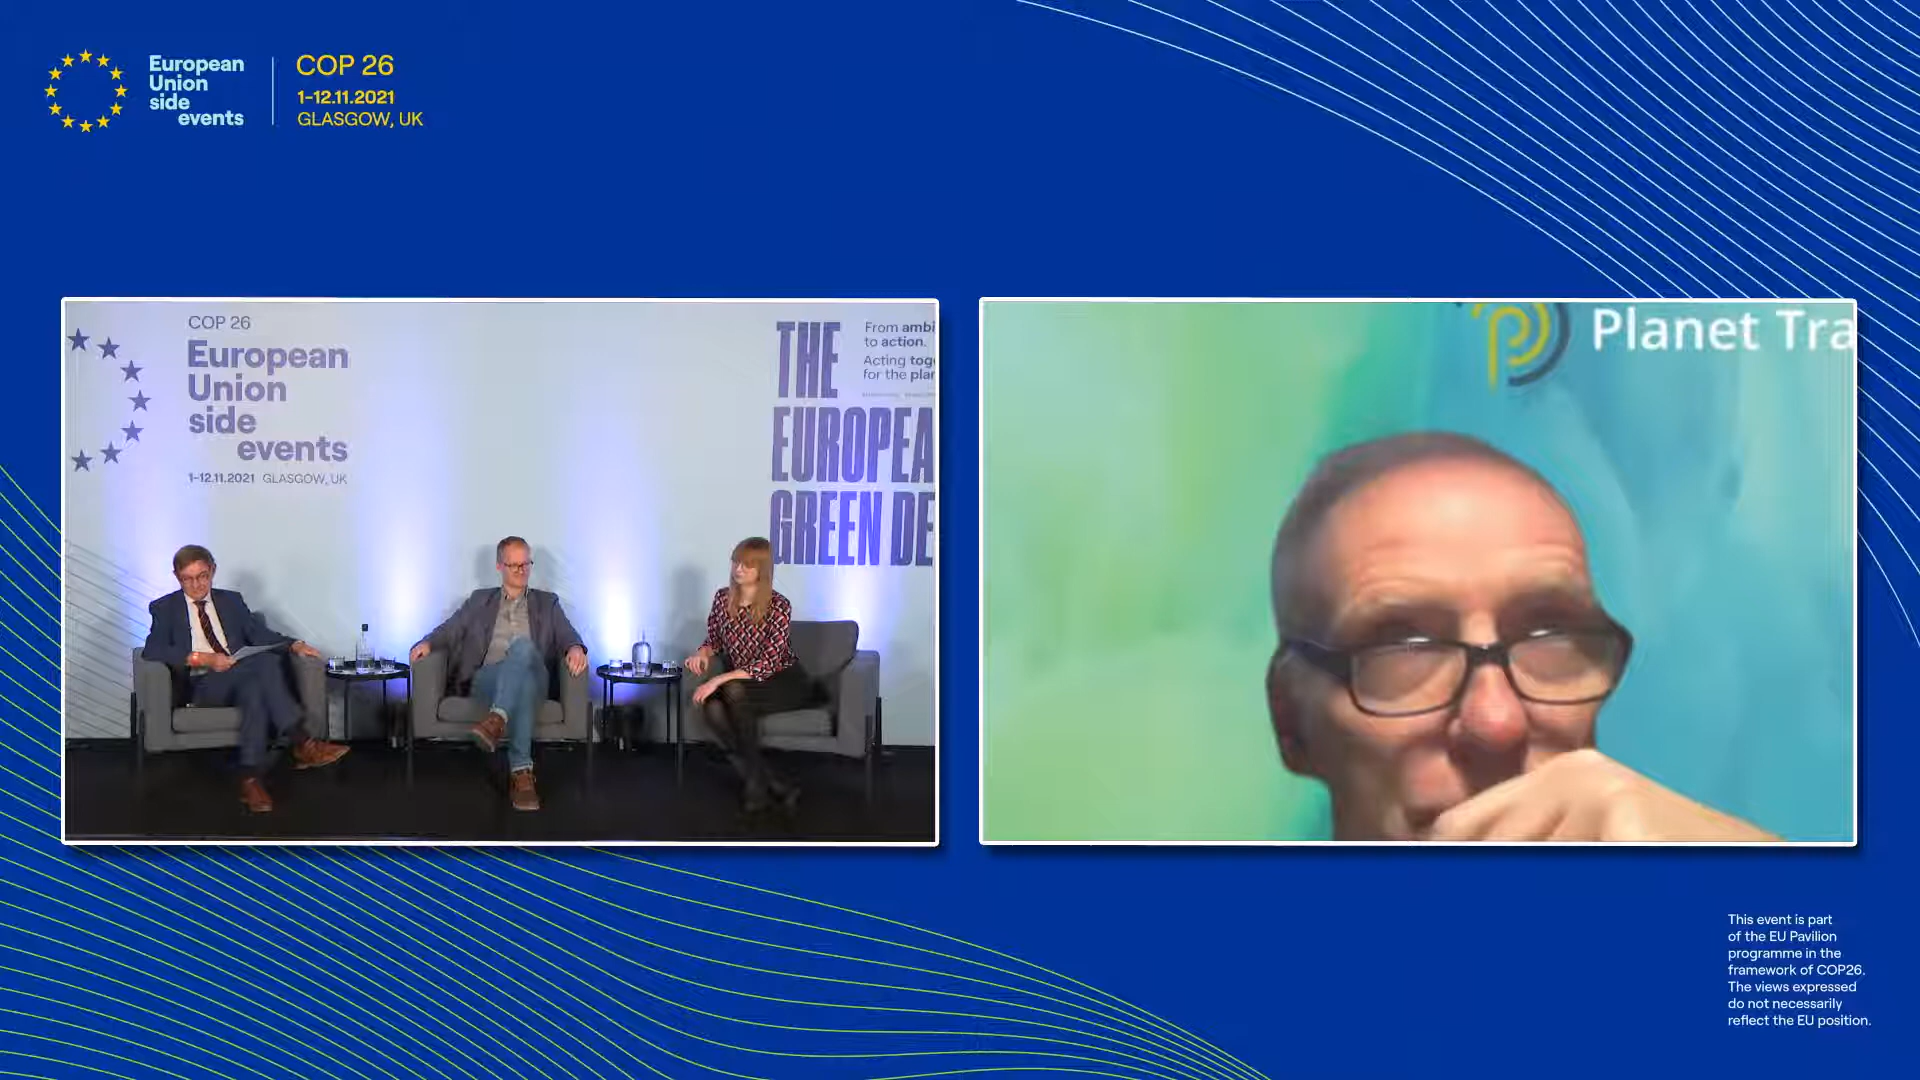 European
Union
side
events
COP 26
1-12.11.2021
GLASGOW, UK
COP 26
European
Union
side
events
1-12.11.2021 GLASGOW, UK
THE
EUROPEA
GREEN DE
From ambi
to action.
Acting tog
for the plan
Planet Tra
This event is part
of the EU Pavilion
programme in the
framework of COP26.
The views expressed
do not necessarily
reflect the EU position.